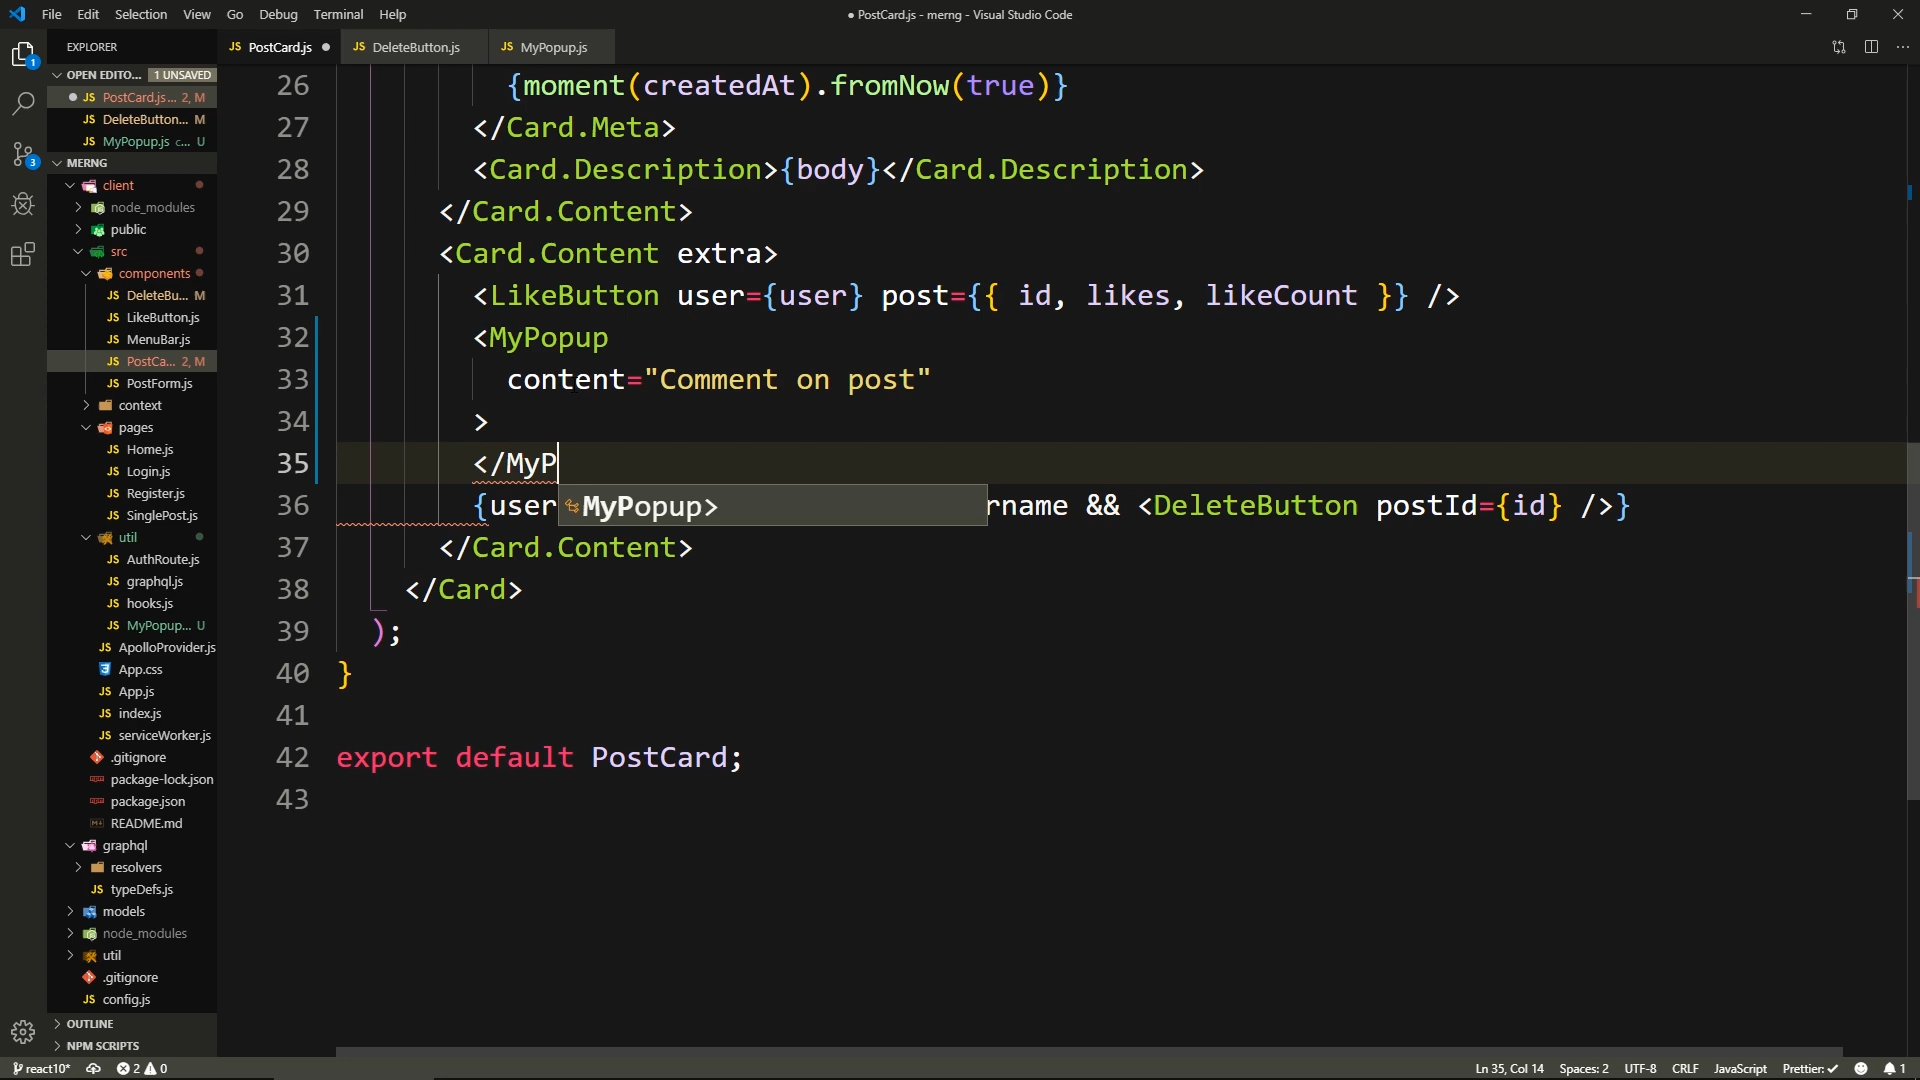 File Edit Selection View Go Debug Terminal Help
● PostCard.js - merng - Visual Studio Code
EXPLORER
JS PostCard.js ●
JS DeleteButton.js
JS MyPopup.js
OPEN EDITO... 1 UNSAVED
JS PostCard.js... 2, M
JS DeleteButton... M
JS MyPopup.js c... U
MERNG
client
node_modules
public
src
components
JS DeleteBu... M
JS LikeButton.js
JS MenuBar.js
JS PostCa... 2, M
JS PostForm.js
context
pages
JS Home.js
JS Login.js
JS Register.js
JS SinglePost.js
util
JS AuthRoute.js
JS graphql.js
JS hooks.js
JS MyPopup... U
JS ApolloProvider.js
App.css
JS App.js
JS index.js
JS serviceWorker.js
.gitignore
package-lock.json
package.json
README.md
graphql
resolvers
JS typeDefs.js
models
node_modules
util
.gitignore
JS config.js
OUTLINE
NPM SCRIPTS
1
3
26 {moment(createdAt).fromNow(true)}
27 </Card.Meta>
28 <Card.Description>{body}</Card.Description>
29 </Card.Content>
30 <Card.Content extra>
31 <LikeButton user={user} post={{ id, likes, likeCount }} />
32 <MyPopup
33 content="Comment on post"
34 >
35 </MyP
MyPopup>
36 {user rname && <DeleteButton postId={id} />}
37 </Card.Content>
38 </Card>
39 );
40 }
41
42 export default PostCard;
43
react10* 2 0
Ln 35, Col 14 Spaces: 2 UTF-8 CRLF JavaScript Prettier: ✓ 1